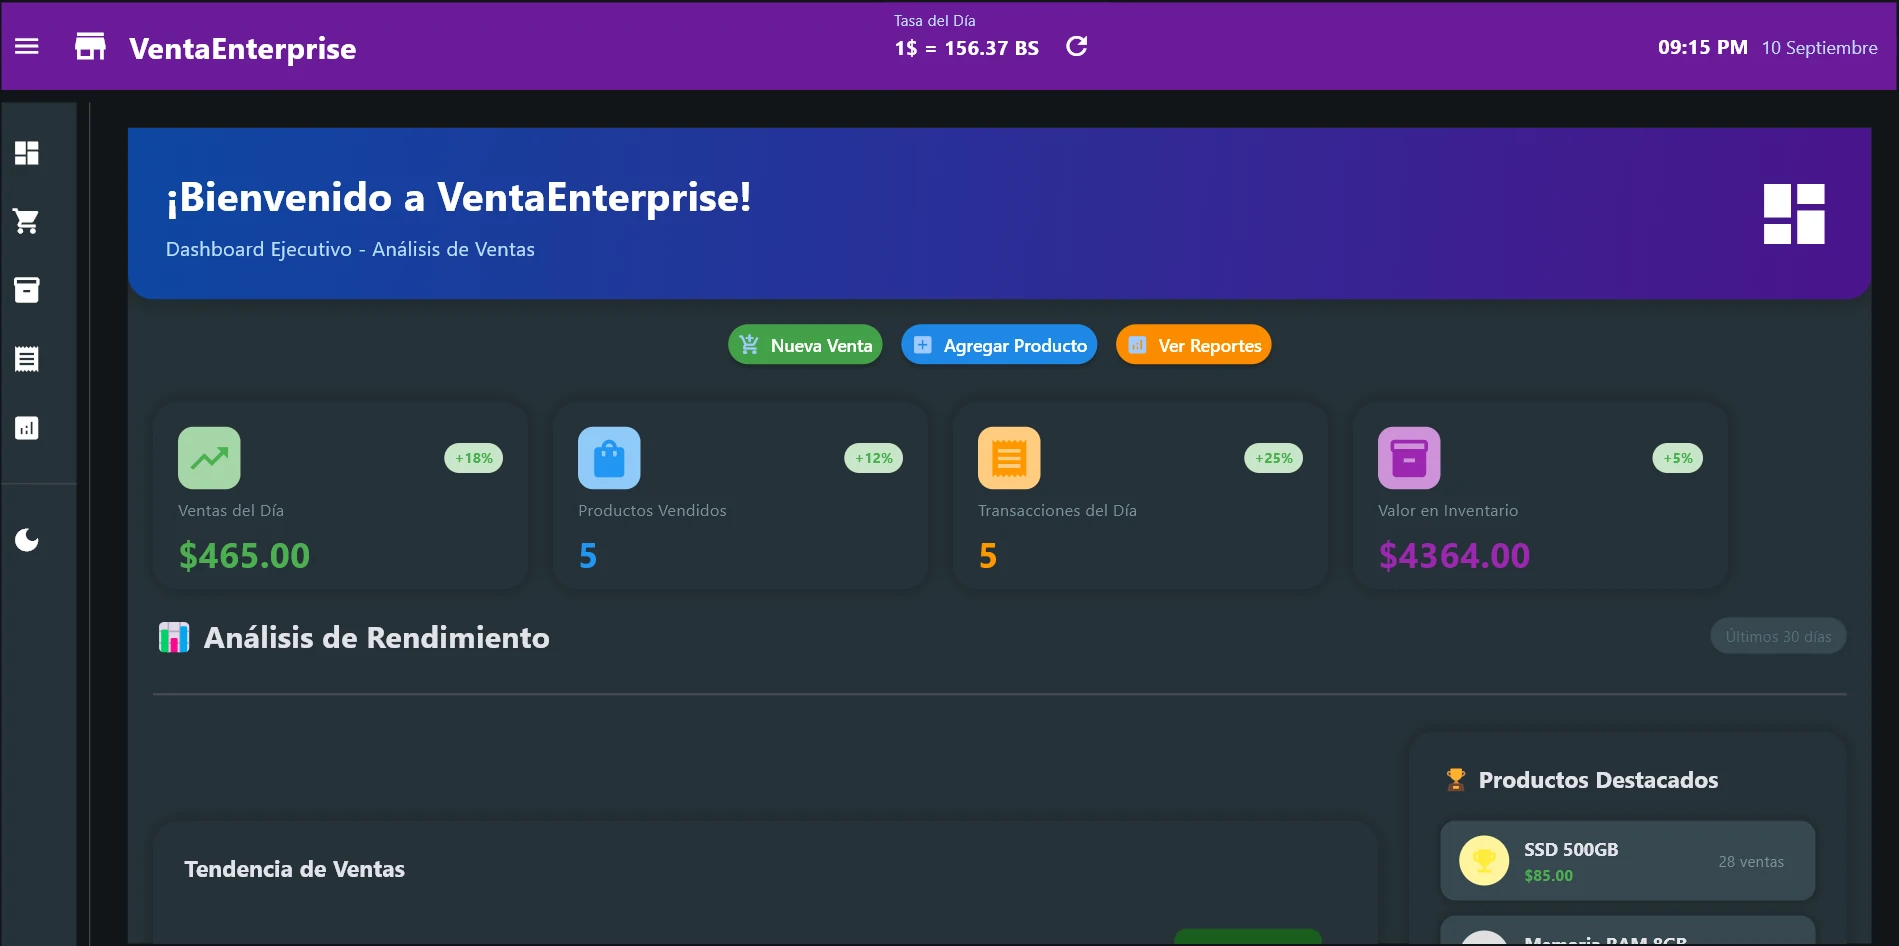 VentaEnterprise
Tasa del Día
1$ = 156.37 BS
09:15 PM 10 Septiembre
¡Bienvenido a VentaEnterprise!
Dashboard Ejecutivo - Análisis de Ventas
Nueva Venta
Agregar Producto
Ver Reportes
+18%
Ventas del Día
$465.00
+12%
Productos Vendidos
5
+25%
Transacciones del Día
5
+5%
Valor en Inventario
$4364.00
Análisis de Rendimiento
Últimos 30 días
Tendencia de Ventas
Productos Destacados
SSD 500GB
$85.00
28 ventas
Memoria RAM 8GB